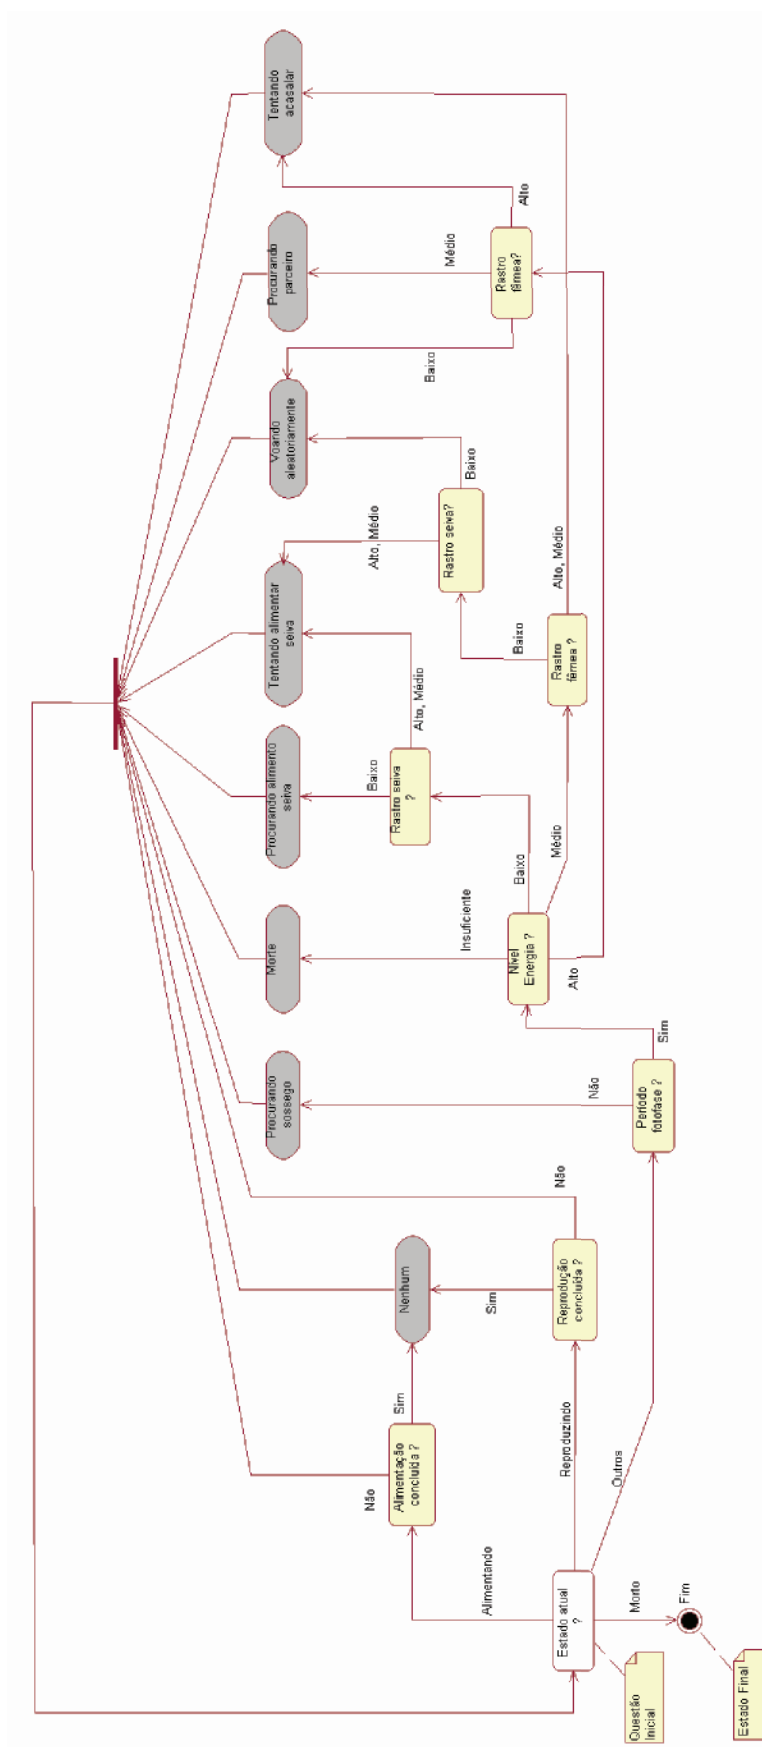 Procurando
sossego
Morte
Procurando alimento
seiva
Tentando alimentar
seiva
Voando
aleatoriamente
Procurando
parceiro
Tentando
acasalar
Não
Baixo
Alto, Médio
Sim
Nenhum
Alimentação
concluída ?
Rastro seiva
?
Alto, Médio
Baixo
Médio
Rastro seiva?
Baixo
Alimentando
Sim
Insuficiente
Baixo
Baixo
Rastro
fêmea?
Alto
Nível
Energia ?
Reproduzindo
Não
Médio
Alto, Médio
Estado atual
?
Reprodução
concluída ?
Alto
Rastro
fêmea ?
Não
Outros
Morto
Período
fotofase ?
Sim
Questão
Inicial
Fim
Estado Final